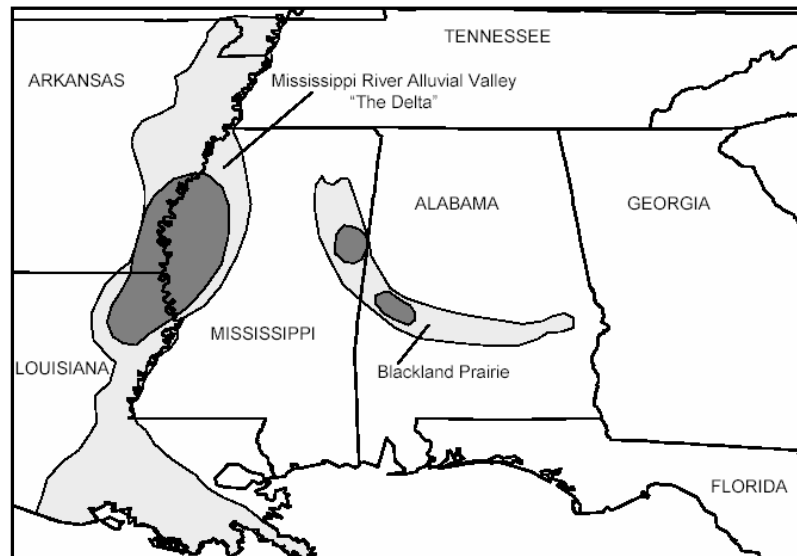 TENNESSEE
ARKANSAS
Mississippi River Alluvial Valley
“The Delta”
ALABAMA
GEORGIA
MISSISSIPPI
LOUISIANA
Blackland Prairie
FLORIDA